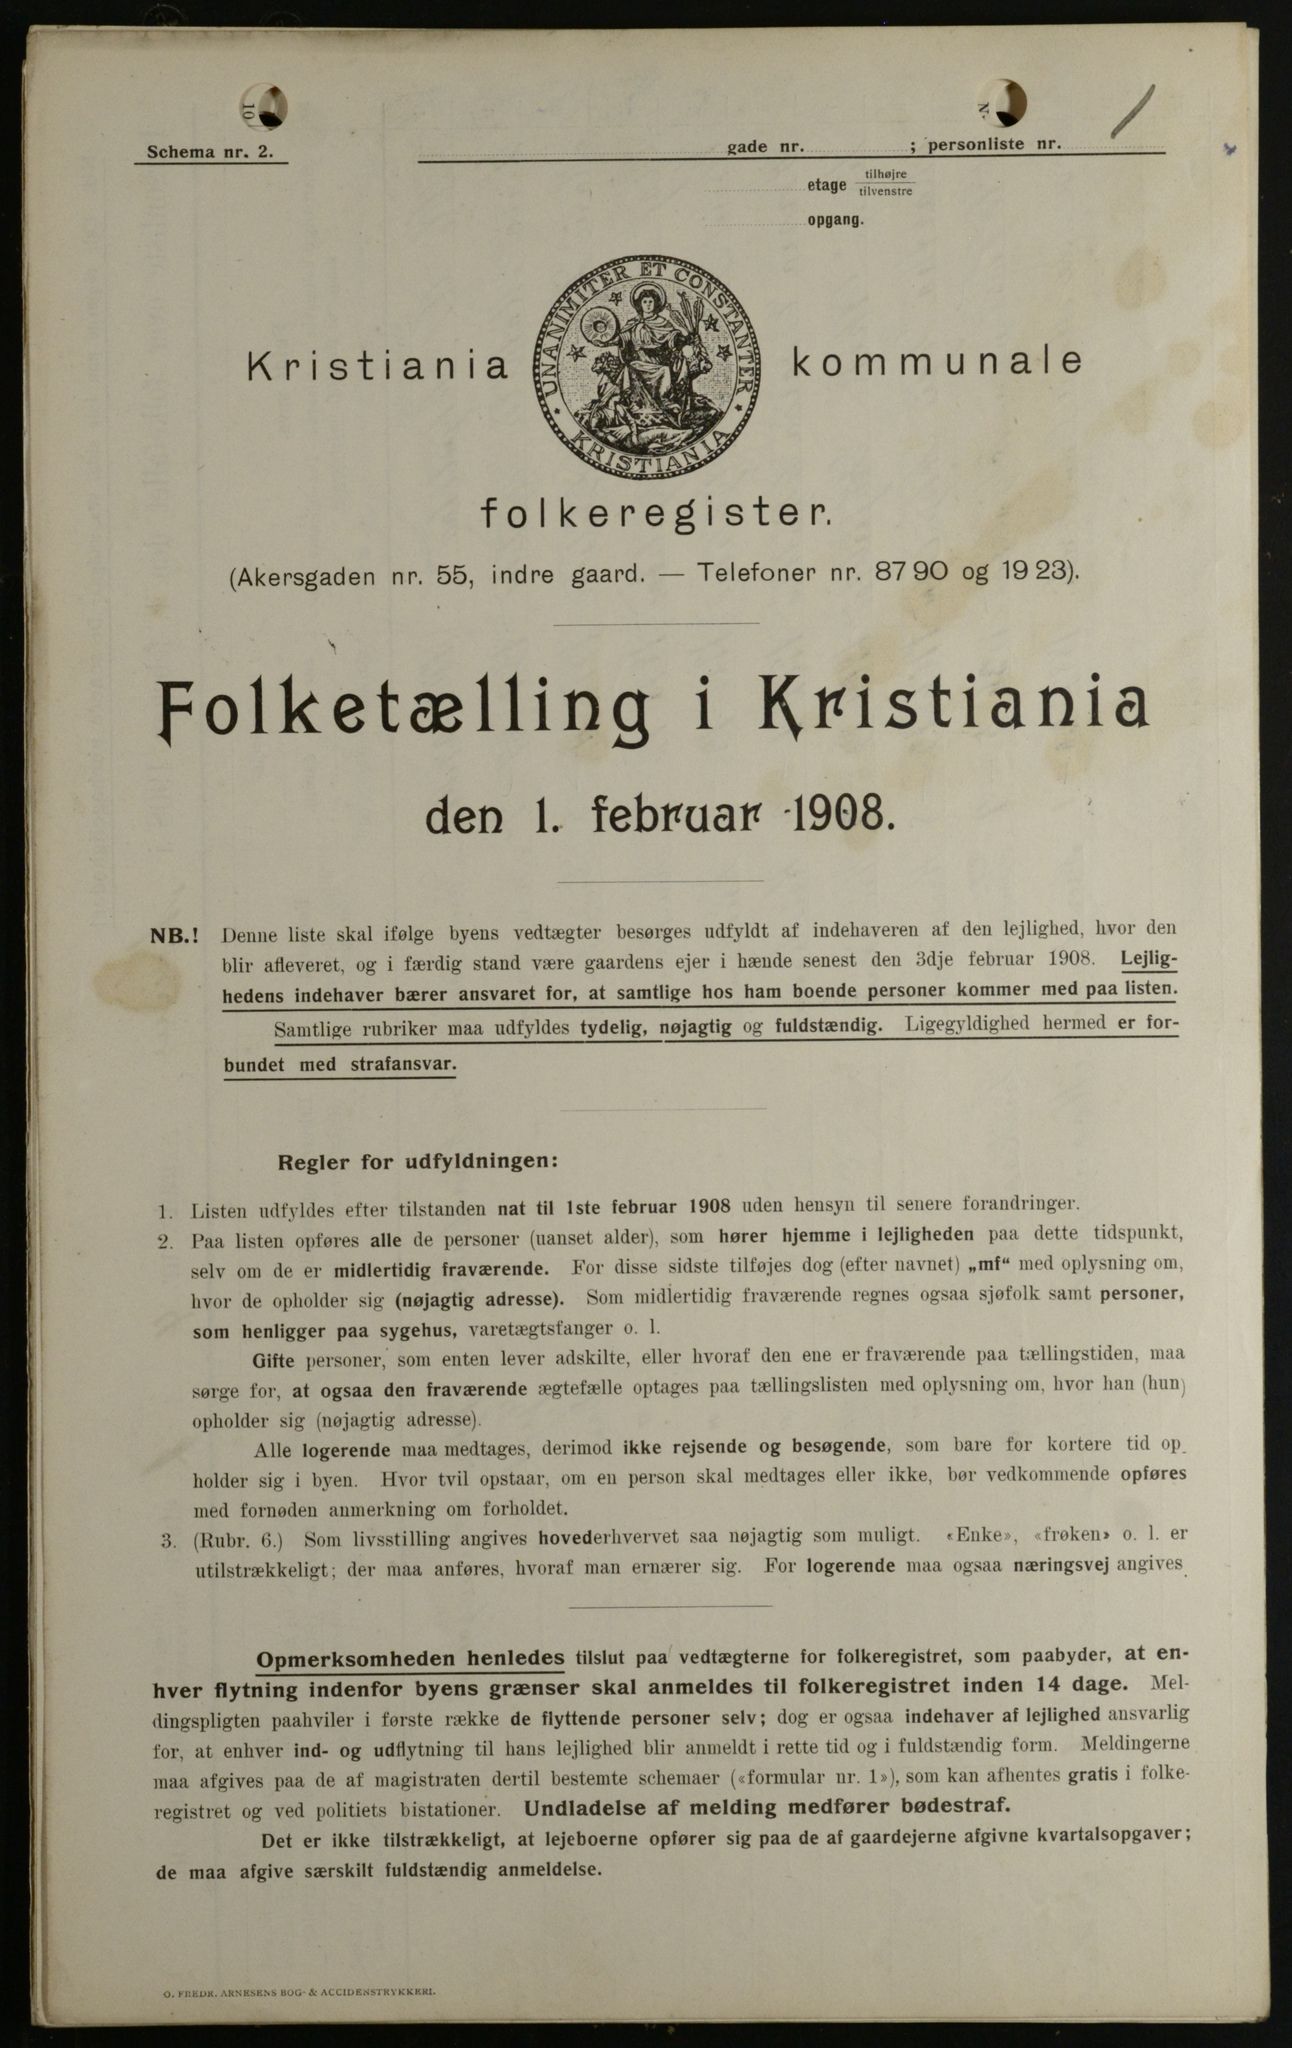 Schema nr. 2.
gade nr. ; personliste nr. 1
etage tilhøjre
tilvenstre
opgang.
UNANIMITER ET CONSTANTER
KRISTIANIA
Kristiania kommunale
folkeregister.
(Akersgaden nr. 55, indre gaard. — Telefoner nr. 8790 og 1923).
Folketælling i Kristiania
den 1. februar 1908.
NB.! Denne liste skal ifølge byens vedtægter besørges udfyldt af indehaveren af den lejlighed, hvor den
blir afleveret, og i færdig stand være gaardens ejer i hænde senest den 3dje februar 1908. Lejlig-
hedens indehaver bærer ansvaret for, at samtlige hos ham boende personer kommer med paa listen.
Samtlige rubriker maa udfyldes tydelig, nøjagtig og fuldstændig. Ligegyldighed hermed er for-
bundet med strafansvar.
Regler for udfyldningen:
1. Listen udfyldes efter tilstanden nat til 1ste februar 1908 uden hensyn til senere forandringer.
2. Paa listen opføres alle de personer (uanset alder), som hører hjemme i lejligheden paa dette tidspunkt,
selv om de er midlertidig fraværende. For disse sidste tilføjes dog (efter navnet) „mf“ med oplysning om,
hvor de opholder sig (nøjagtig adresse). Som midlertidig fraværende regnes ogsaa sjøfolk samt personer,
som henligger paa sygehus, varetægtsfanger o. l.
Gifte personer, som enten lever adskilte, eller hvoraf den ene er fraværende paa tællingstiden, maa
sørge for, at ogsaa den fraværende ægtefælle optages paa tællingslisten med oplysning om, hvor han (hun)
opholder sig (nøjagtig adresse).
Alle logerende maa medtages, derimod ikke rejsende og besøgende, som bare for kortere tid op-
holder sig i byen. Hvor tvil opstaar, om en person skal medtages eller ikke, bør vedkommende opføres
med fornøden anmerkning om forholdet.
3. (Rubr. 6.) Som livsstilling angives hovederhvervet saa nøjagtig som muligt. «Enke», «frøken» o. l. er
utilstrækkeligt; der maa anføres, hvoraf man ernærer sig. For logerende maa ogsaa næringsvej angives.
Opmerksomheden henledes tilslut paa vedtægterne for folkeregistret, som paabyder, at en-
hver flytning indenfor byens grænser skal anmeldes til folkeregistret inden 14 dage. Mel-
dingspligten paahviler i første række de flyttende personer selv; dog er ogsaa indehaver af lejlighed ansvarlig
for, at enhver ind- og udflytning til hans lejlighed blir anmeldt i rette tid og i fuldstændig form. Meldingerne
maa afgives paa de af magistraten dertil bestemte schemaer («formular nr. 1»), som kan afhentes gratis i folke-
registret og ved politiets bistationer. Undladelse af melding medfører bødestraf.
Det er ikke tilstrækkeligt, at lejeboerne opfører sig paa de af gaardejerne afgivne kvartalsopgaver;
de maa afgive særskilt fuldstændig anmeldelse.
O. FREDR. ARNESENS BOG- & ACCIDENSTRYKKERI.